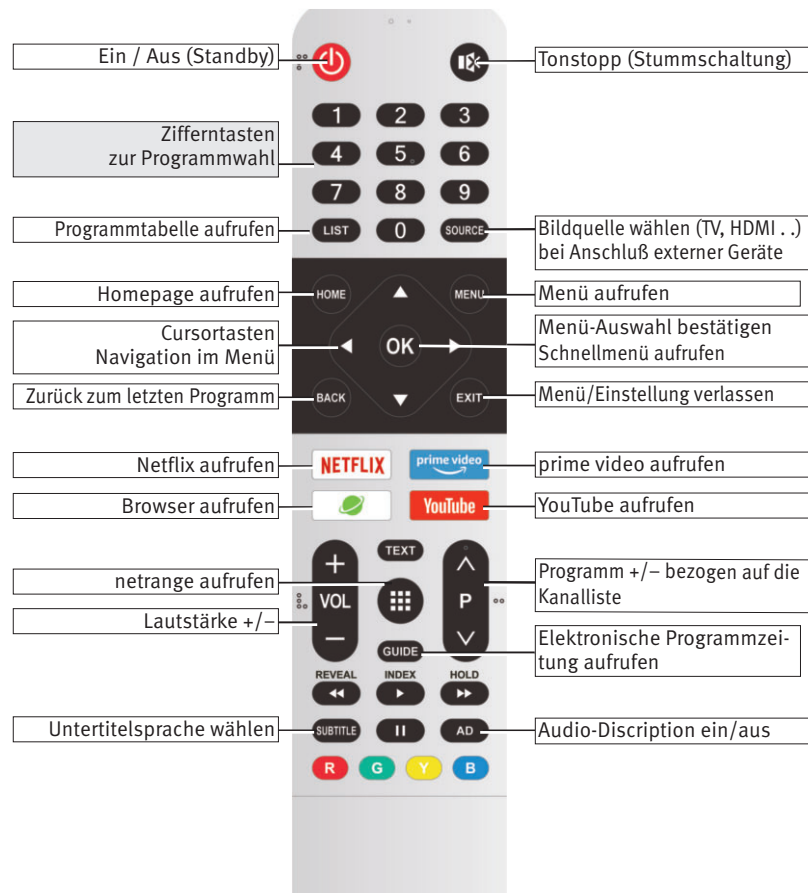 Ein / Aus (Standby)
Tonstopp (Stummschaltung)
1 2 3
Zifferntasten
zur Programmwahl
4 5 6
7 8 9
Programmtabelle aufrufen
LIST 0 SOURCE
Bildquelle wählen (TV, HDMI . .)
bei Anschluß externer Geräte
Homepage aufrufen
HOME MENU
Menü aufrufen
Cursortasten
Navigation im Menü
OK
Menü-Auswahl bestätigen
Schnellmenü aufrufen
Zurück zum letzten Programm
BACK EXIT
Menü/Einstellung verlassen
Netflix aufrufen
NETFLIX prime video
prime video aufrufen
Browser aufrufen
YouTube
YouTube aufrufen
TEXT
+
netrange aufrufen
VOL P
Programm +/– bezogen auf die
Kanalliste
Lautstärke +/–
–
GUIDE
Elektronische Programmzei-
tung aufrufen
REVEAL INDEX HOLD
Untertitelsprache wählen
SUBTITLE AD
Audio-Discription ein/aus
R G Y B